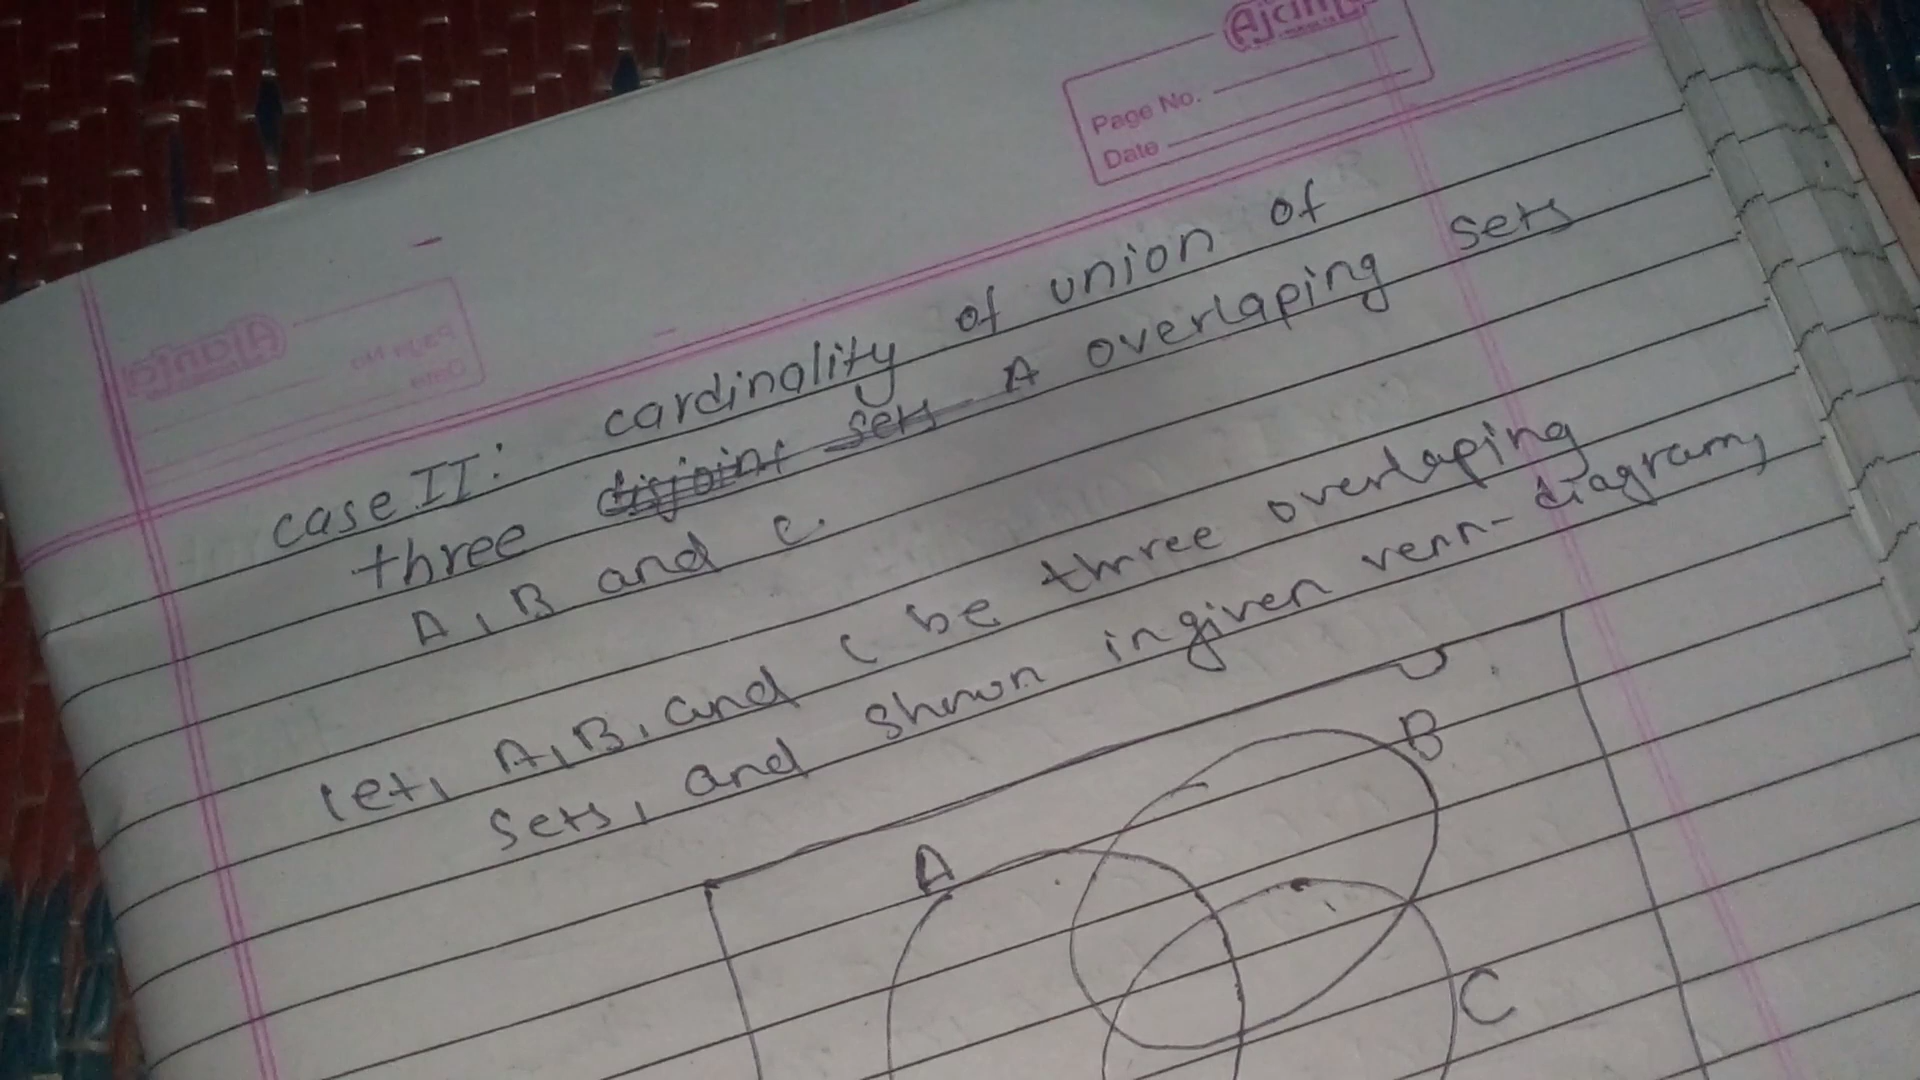 Ajanta
Page No.
Date
case II: cardinality of union of
three disjoint sets A overlaping sets
A, B and C.
let, A, B, and C be three overlaping
sets, and shown in given venn-diagram,
U
B
A
C